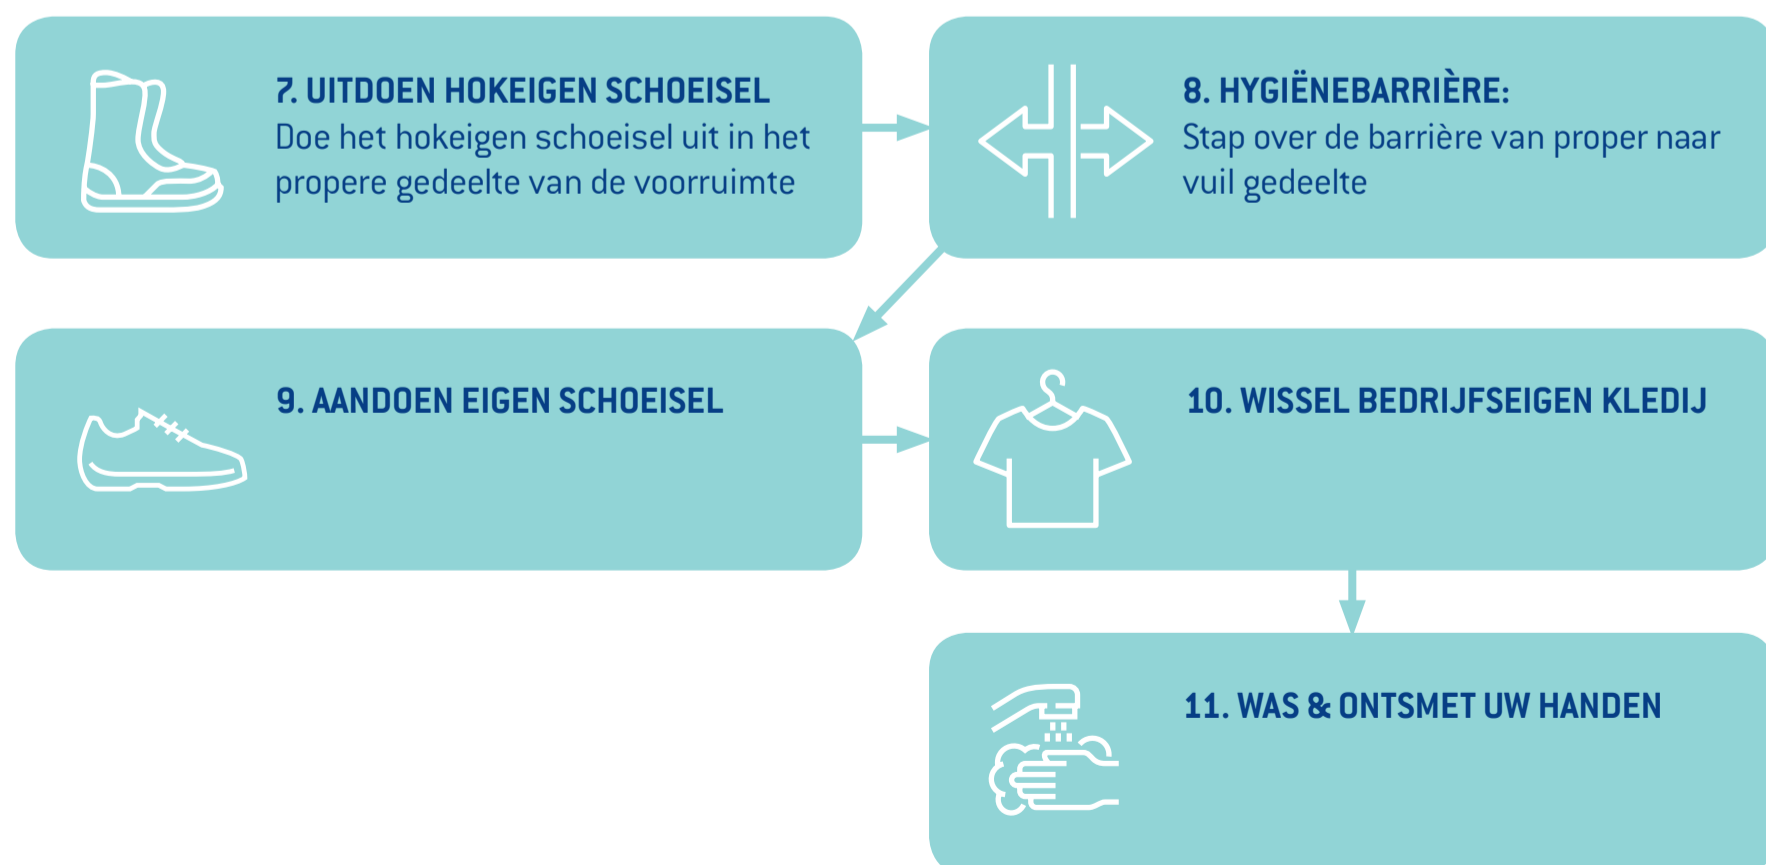 7. UITDOEN HOKEIGEN SCHOEISEL
Doe het hokeigen schoeisel uit in het
propere gedeelte van de voorruimte
8. HYGIËNEBARRIÈRE:
Stap over de barrière van proper naar
vuil gedeelte
9. AANDOEN EIGEN SCHOEISEL
10. WISSEL BEDRIJFSEIGEN KLEDIJ
11. WAS & ONTSMET UW HANDEN